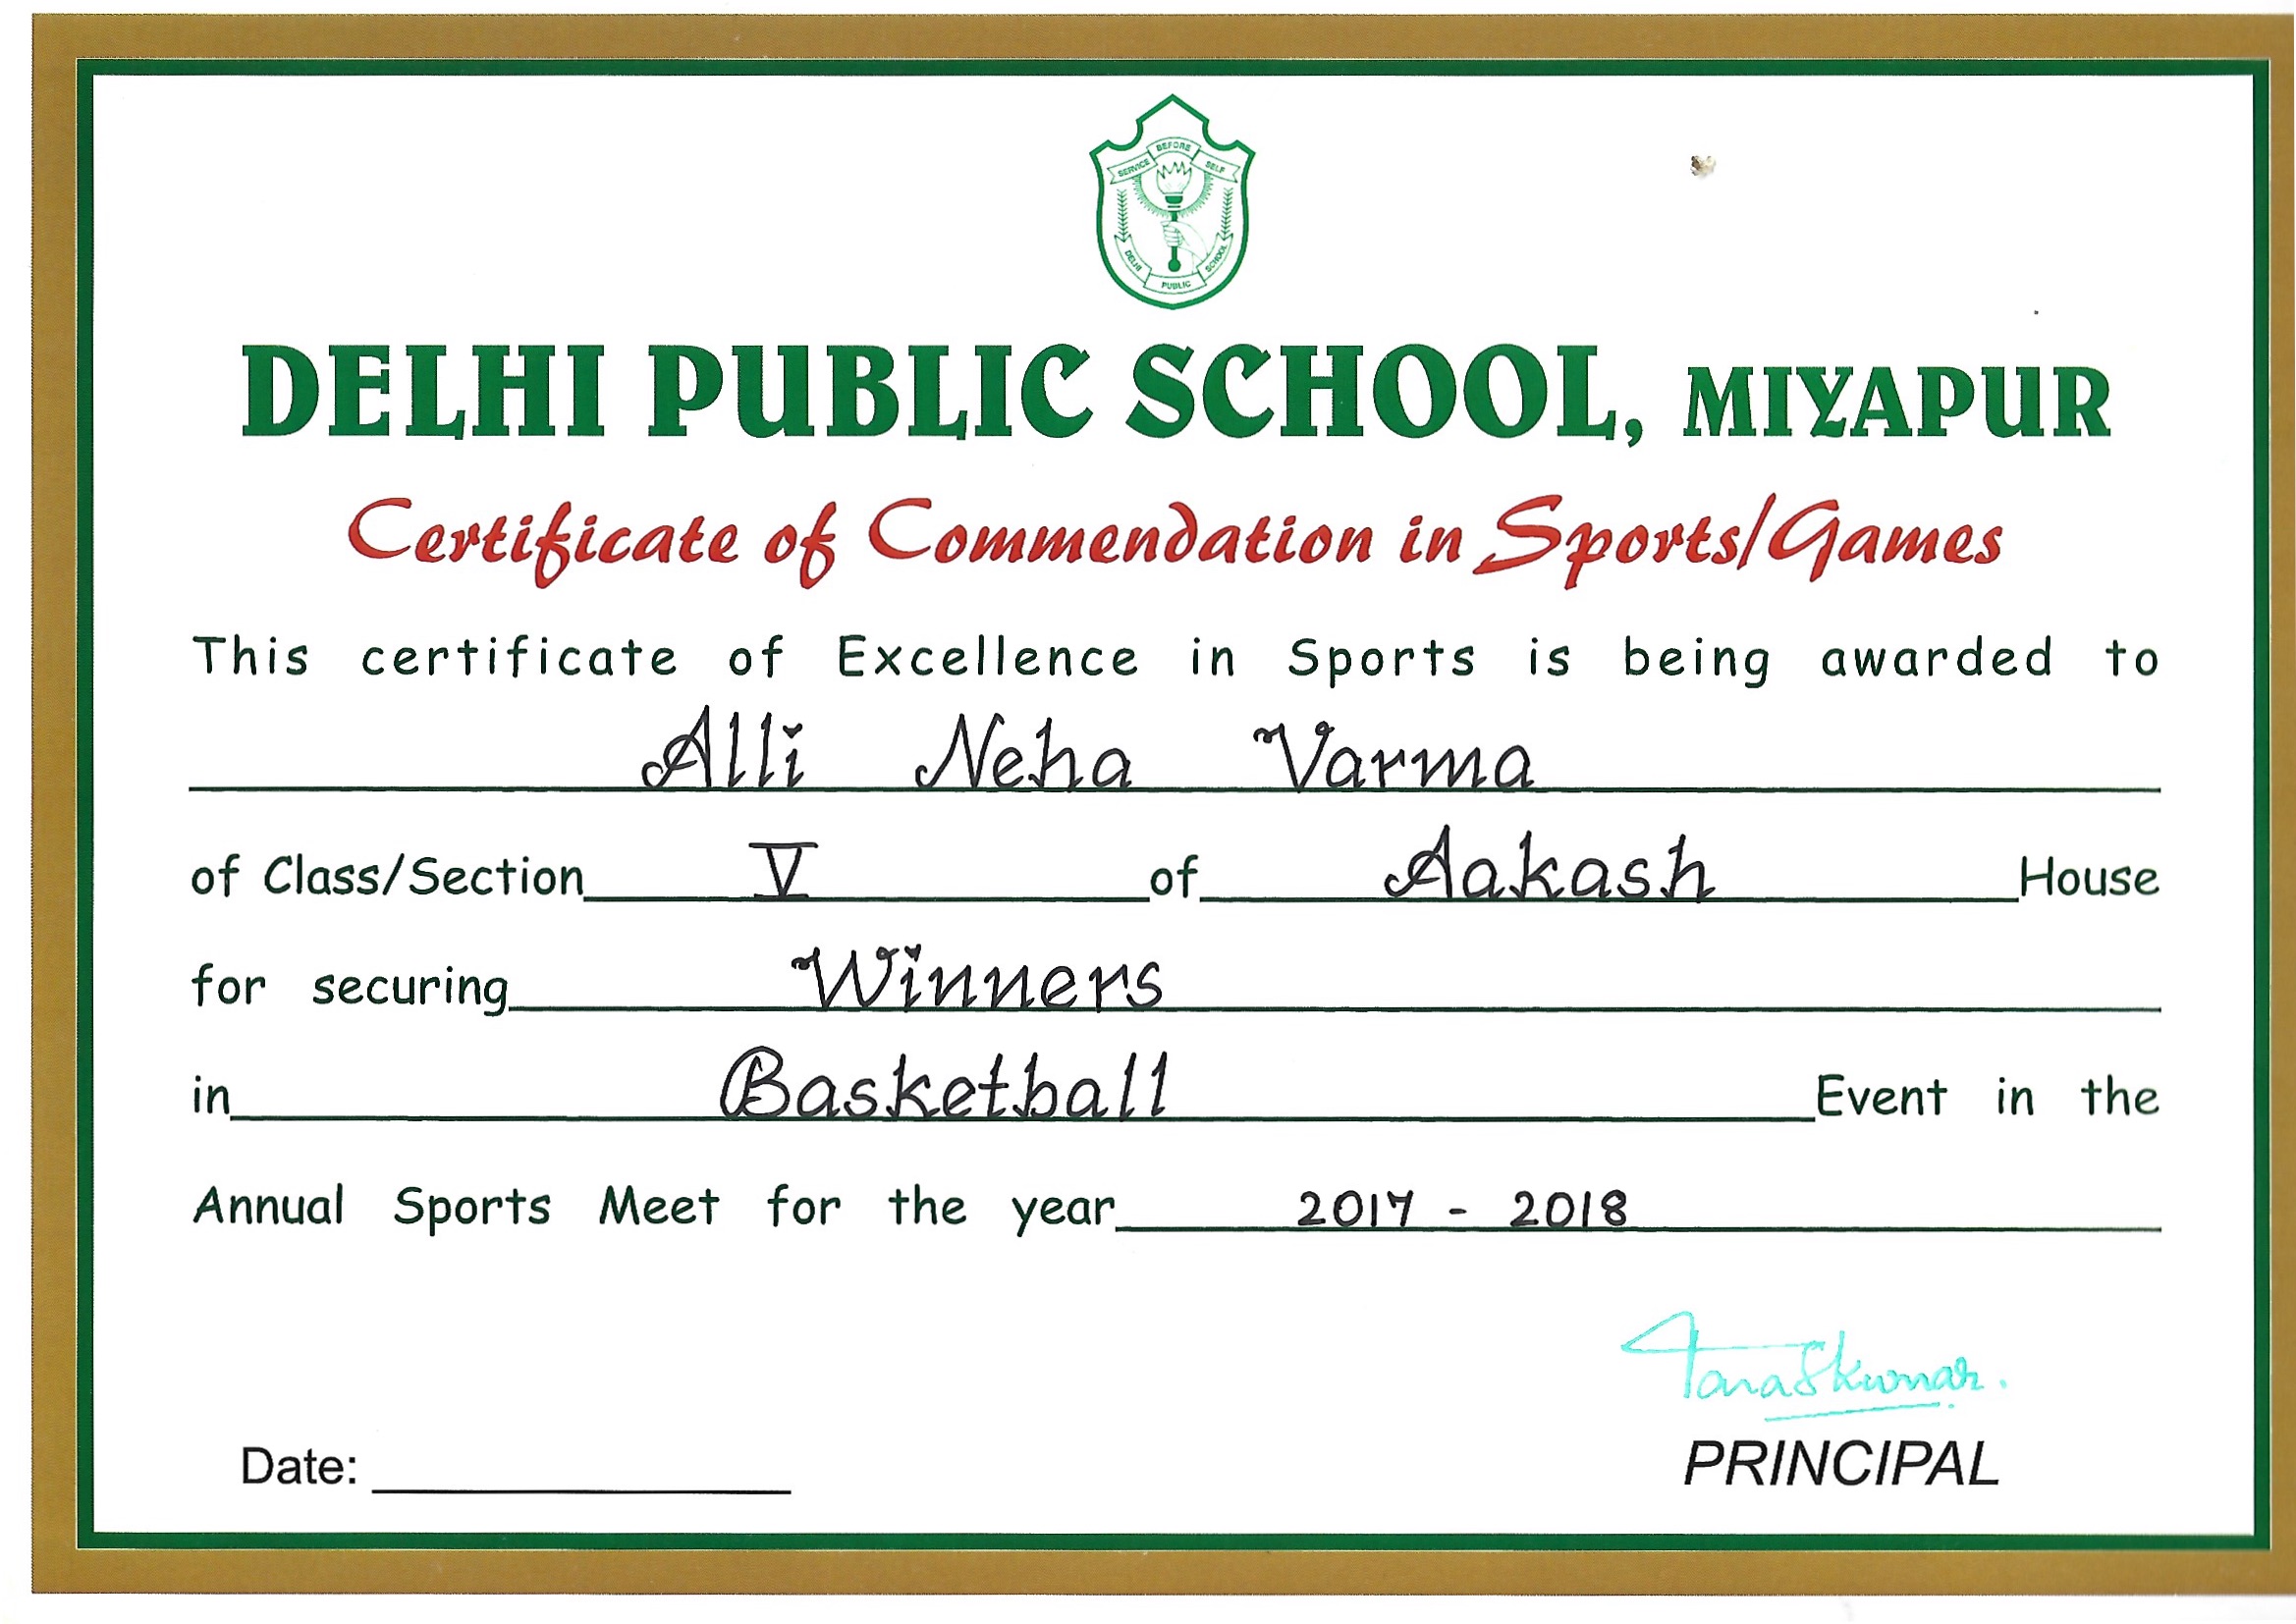 SERVICE BEFORE SELF
DELHI PUBLIC SCHOOL
DELHI PUBLIC SCHOOL, MIYAPUR
Certificate of Commendation in Sports/Games
This certificate of Excellence in Sports is being awarded to
Alli Neha Varma
of Class/Section V of Aakash House
for securing Winners
in Basketball Event in the
Annual Sports Meet for the year 2017 - 2018
Date:
PRINCIPAL